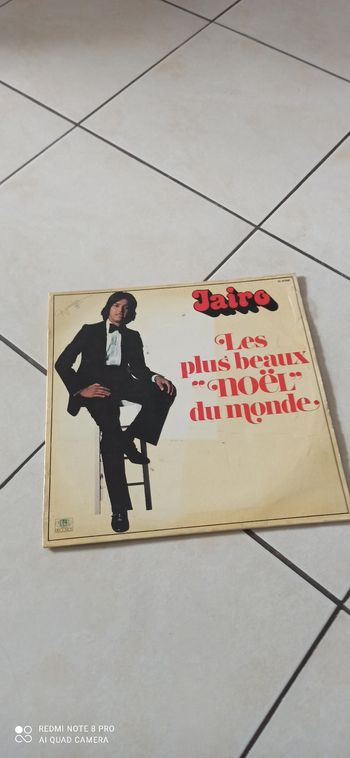 Jairo
Les
plus beaux
"NOËL"
du monde.
REDMI NOTE 8 PRO
AI QUAD CAMERA